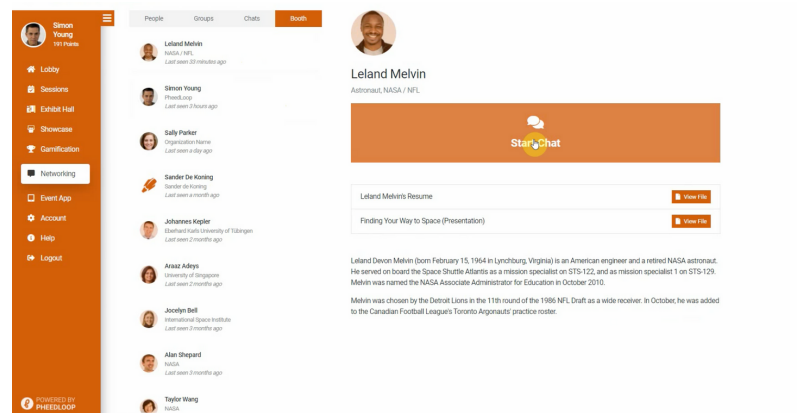 Simon
Young
191 Points
Lobby
Sessions
Exhibit Hall
Showcase
Gamification
Networking
Event App
Account
Help
Logout
POWERED BY
PHEEDLOOP
People Groups Chats Booth
Leland Melvin
NASA / NFL
Last seen 33 minutes ago
Simon Young
PheedLoop
Last seen 3 hours ago
Sally Parker
Organization Name
Last seen a day ago
Sander De Koning
Sander de Koning
Last seen a month ago
Johannes Kepler
Eberhard Karls University of Tübingen
Last seen 2 months ago
Araaz Adeys
University of Singapore
Last seen 2 months ago
Jocelyn Bell
International Space Institute
Last seen 3 months ago
Alan Shepard
NASA
Last seen 3 months ago
Taylor Wang
NASA
Leland Melvin
Astronaut, NASA / NFL
Start Chat
Leland Melvin's Resume View File
Finding Your Way to Space (Presentation) View File
Leland Devon Melvin (born February 15, 1964 in Lynchburg, Virginia) is an American engineer and a retired NASA astronaut.
He served on board the Space Shuttle Atlantis as a mission specialist on STS-122, and as mission specialist 1 on STS-129.
Melvin was named the NASA Associate Administrator for Education in October 2010.
Melvin was chosen by the Detroit Lions in the 11th round of the 1986 NFL Draft as a wide receiver. In October, he was added
to the Canadian Football League's Toronto Argonauts' practice roster.